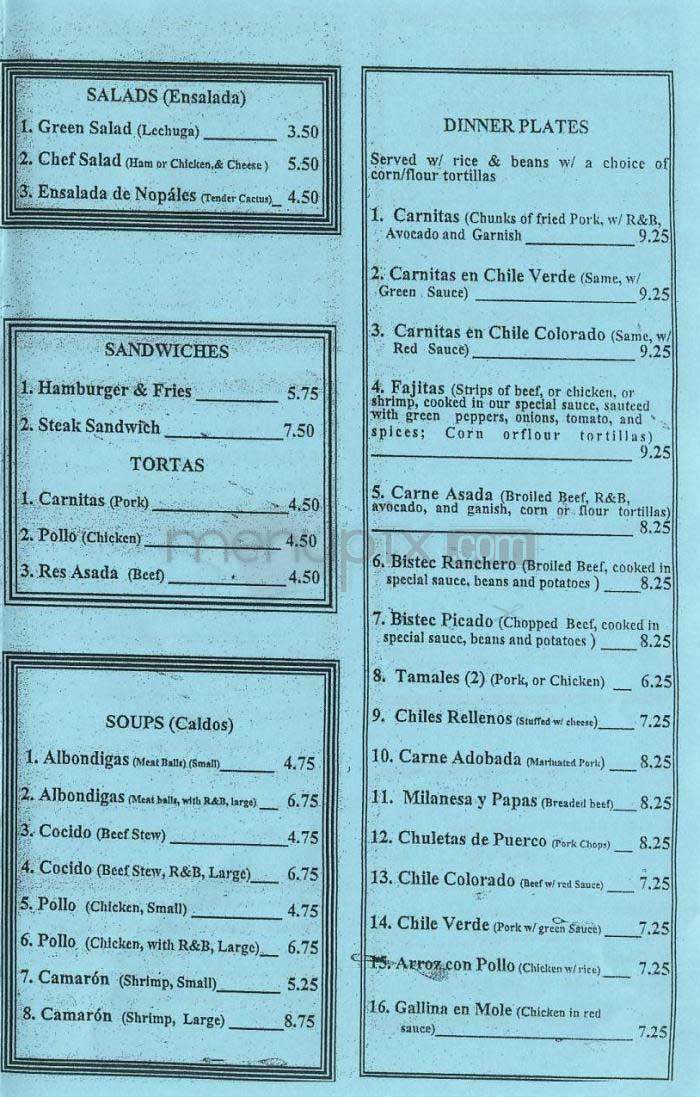 SALADS (Ensalada)
1. Green Salad (Lechuga) 3.50
2. Chef Salad (Ham or Chicken,& Cheese ) 5.50
3. Ensalada de Nopáles (Tender Cactus) 4.50
SANDWICHES
1. Hamburger & Fries 5.75
2. Steak Sandwich 7.50
TORTAS
1. Carnitas (Pork) 4.50
2. Pollo (Chicken) 4.50
3. Res Asada (Beef) 4.50
SOUPS (Caldos)
1. Albondigas (Meat Balls) (Small) 4.75
2. Albondigas (Meat balls, with R&B, large) 6.75
3. Cocido (Beef Stew) 4.75
4. Cocido (Beef Stew, R&B, Large) 6.75
5. Pollo (Chicken, Small) 4.75
6. Pollo (Chicken, with R&B, Large) 6.75
7. Camarón (Shrimp, Small) 5.25
8. Camarón (Shrimp, Large) 8.75
DINNER PLATES
Served w/ rice & beans w/ a choice of
corn/flour tortillas
1. Carnitas (Chunks of fried Pork, w/ R&B,
Avocado and Garnish 9.25
2. Carnitas en Chile Verde (Same, w/
Green Sauce) 9.25
3. Carnitas en Chile Colorado (Same, w/
Red Sauce) 9.25
4. Fajitas (Strips of beef, or chicken, or
shrimp, cooked in our special sauce, sauteed
with green peppers, onions, tomato, and
spices; Corn orflour tortillas)
9.25
5. Carne Asada (Broiled Beef, R&B,
avocado, and ganish, corn or flour tortillas)
8.25
6. Bistec Ranchero (Broiled Beef, cooked in
special sauce, beans and potatoes ) 8.25
7. Bistec Picado (Chopped Beef, cooked in
special sauce, beans and potatoes ) 8.25
8. Tamales (2) (Pork, or Chicken) 6.25
9. Chiles Rellenos (Stuffed w/ cheese) 7.25
10. Carne Adobada (Marinated Pork) 8.25
11. Milanesa y Papas (Breaded beef) 8.25
12. Chuletas de Puerco (Pork Chops) 8.25
13. Chile Colorado (Beef w/ red Sauce) 7.25
14. Chile Verde (Pork w/ green Sauce) 7.25
15. Arroz con Pollo (Chicken w/ rice) 7.25
16. Gallina en Mole (Chicken in red
sauce) 7.25
menupix.com